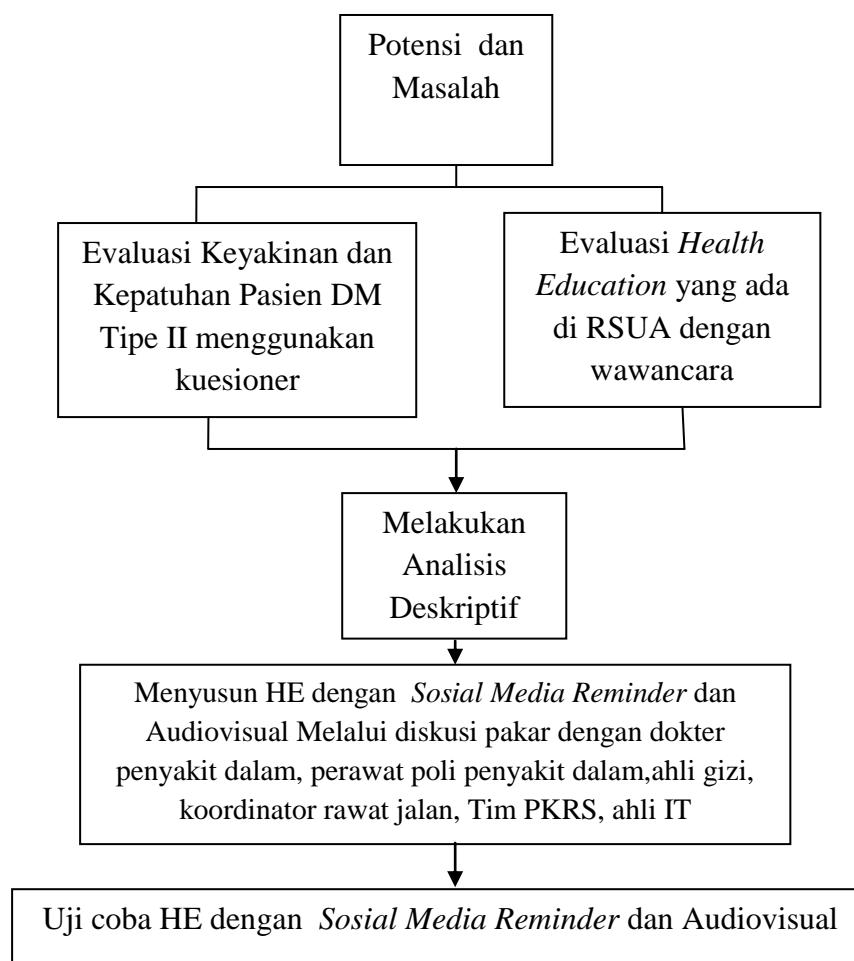 Potensi dan
Masalah
Evaluasi Keyakinan dan
Kepatuhan Pasien DM
Tipe II menggunakan
kuesioner
Evaluasi Health
Education yang ada
di RSUA dengan
wawancara
Melakukan
Analisis
Deskriptif
Menyusun HE dengan Sosial Media Reminder dan
Audiovisual Melalui diskusi pakar dengan dokter
penyakit dalam, perawat poli penyakit dalam,ahli gizi,
koordinator rawat jalan, Tim PKRS, ahli IT
Uji coba HE dengan Sosial Media Reminder dan Audiovisual